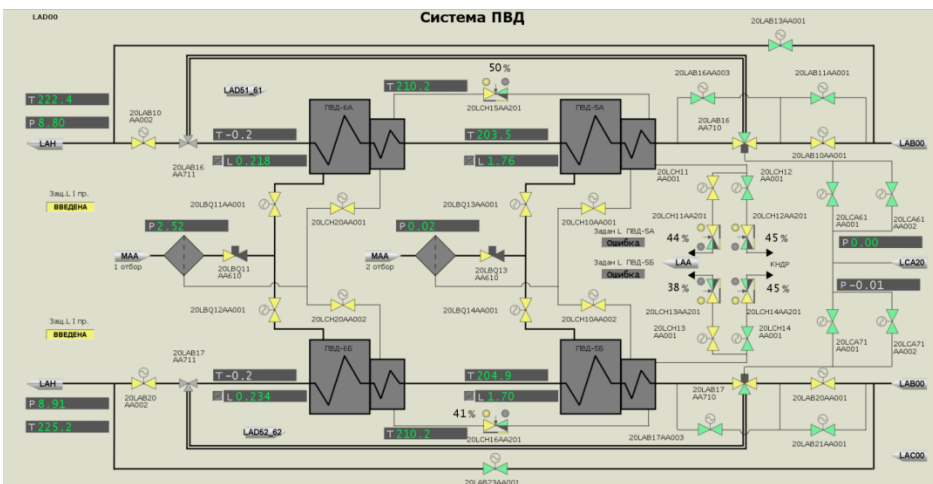 LAD00
Система ПВД
20LAB13AA001
T 222.4
P 8.80
LAH
20LAB10
AA002
20LAB16
AA711
LAD51_61
T -0.2
L 0.218
ПВД-6А
T 210.2
50 %
20LCH15AA201
T 203.5
L 1.76
ПВД-5А
20LAB16AA003
20LAB11AA001
20LAB16
AA710
20LAB10AA001
LAB00
Защ.L I пр.
ВВЕДЕНА
20LBQ11AA001
20LCH20AA001
20LBQ13AA001
20LCH10AA001
20LCH11
AA001
20LCH12
AA001
20LCH11AA201
20LCH12AA201
20LCA61
AA001
20LCA61
AA002
P 2.52
MAA
1 отбор
20LBQ11
AA610
P 0.02
MAA
2 отбор
20LBQ13
AA610
Задан L ПВД-5А
Ошибка
Задан L ПВД-5Б
Ошибка
44 %
45 %
LAA
КНДР
38 %
45 %
P 0.00
LCA20
P -0.01
20LBQ12AA001
20LCH20AA002
20LBQ14AA001
20LCH10AA002
20LCH13AA201
20LCH14AA201
20LCH13
AA001
20LCH14
AA001
20LCA71
AA001
20LCA71
AA002
Защ.L I пр.
ВВЕДЕНА
20LAB17
AA711
ПВД-6Б
ПВД-5Б
LAH
20LAB20
AA002
T -0.2
L 0.234
T 204.9
L 1.70
20LAB17
AA710
20LAB20AA001
LAB00
P 8.91
T 225.2
LAD52_62
41 %
T 210.2
20LCH16AA201
20LAB17AA003
20LAB21AA001
LAC00
20LAB23AA001